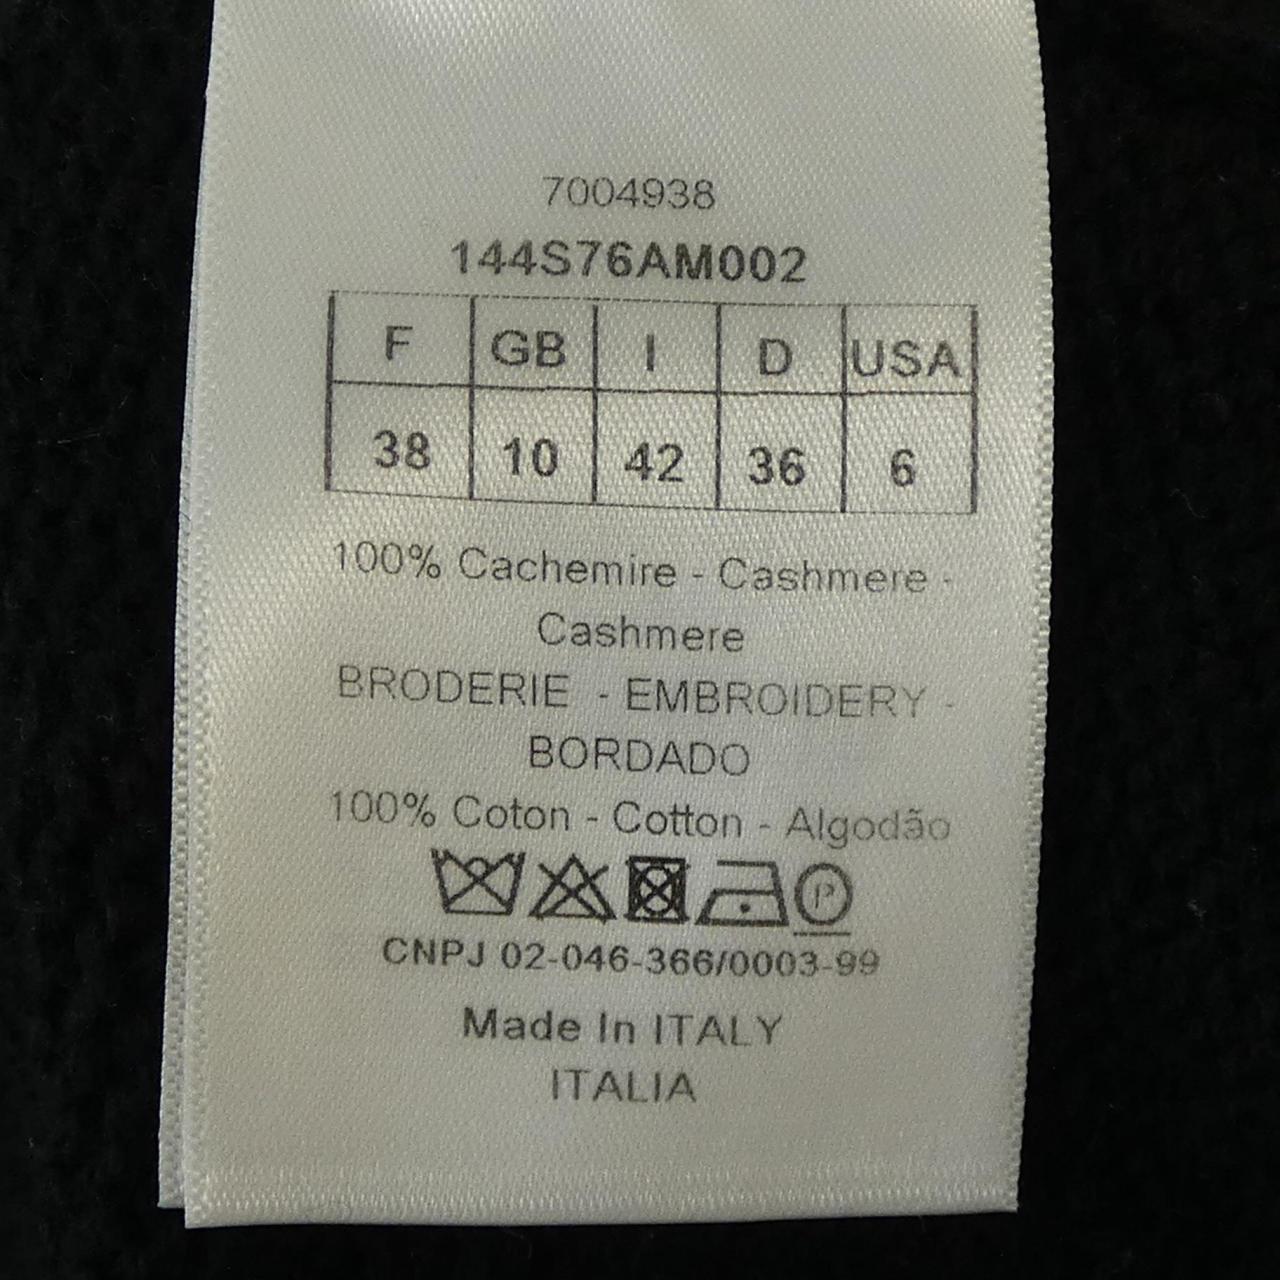 7004938
144S76AM002
F GB I D USA
38 10 42 36 6
100% Cachemire - Cashmere -
Cashmere
BRODERIE - EMBROIDERY -
BORDADO
100% Coton - Cotton - Algodão
P
CNPJ 02-046-366/0003-99
Made In ITALY
ITALIA